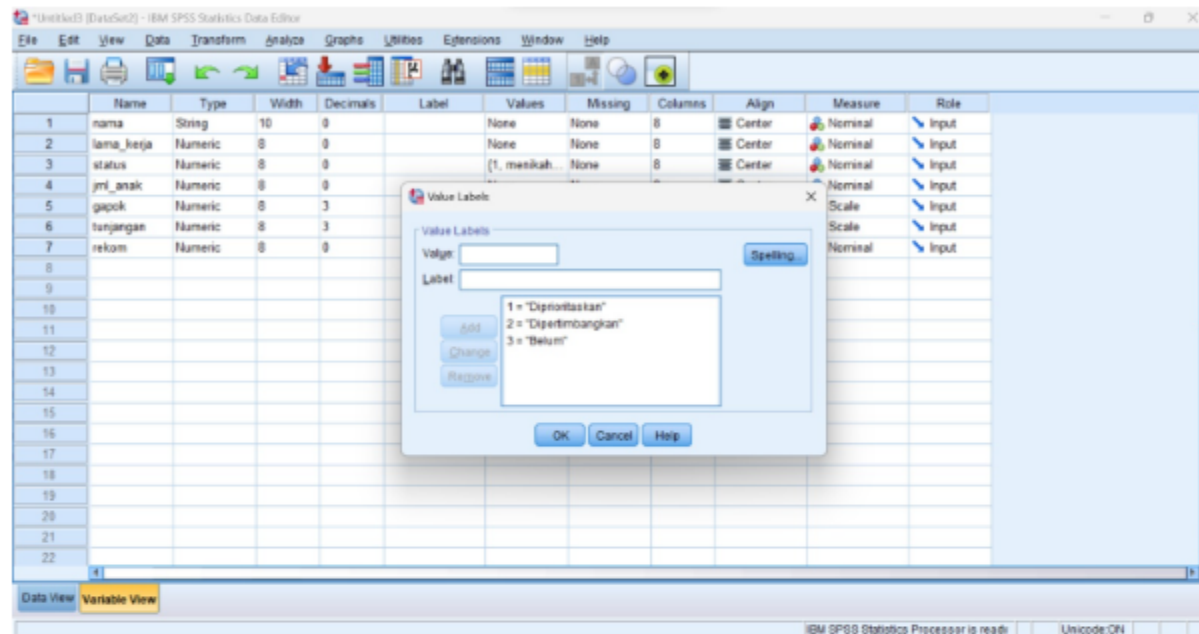 *Untitled3 [DataSet2] - IBM SPSS Statistics Data Editor
File Edit View Data Transform Analyze Graphs Utilities Extensions Window Help
Name Type Width Decimals Label Values Missing Columns Align Measure Role
1 nama String 10 0 None None 8 Center Nominal Input
2 lama_kerja Numeric 8 0 None None 8 Center Nominal Input
3 status Numeric 8 0 {1, menikah... None 8 Center Nominal Input
4 jml_anak Numeric 8 0 Nominal Input
5 gapok Numeric 8 3 Scale Input
6 tunjangan Numeric 8 3 Scale Input
7 rekom Numeric 8 0 Nominal Input
8
9
10
11
12
13
14
15
16
17
18
19
20
21
22
Value Labels
Value Labels
Value:
Spelling...
Label:
1 = "Diprioritaskan"
2 = "Dipertimbangkan"
3 = "Belum"
Add
Change
Remove
OK Cancel Help
Data View Variable View
IBM SPSS Statistics Processor is ready Unicode:ON